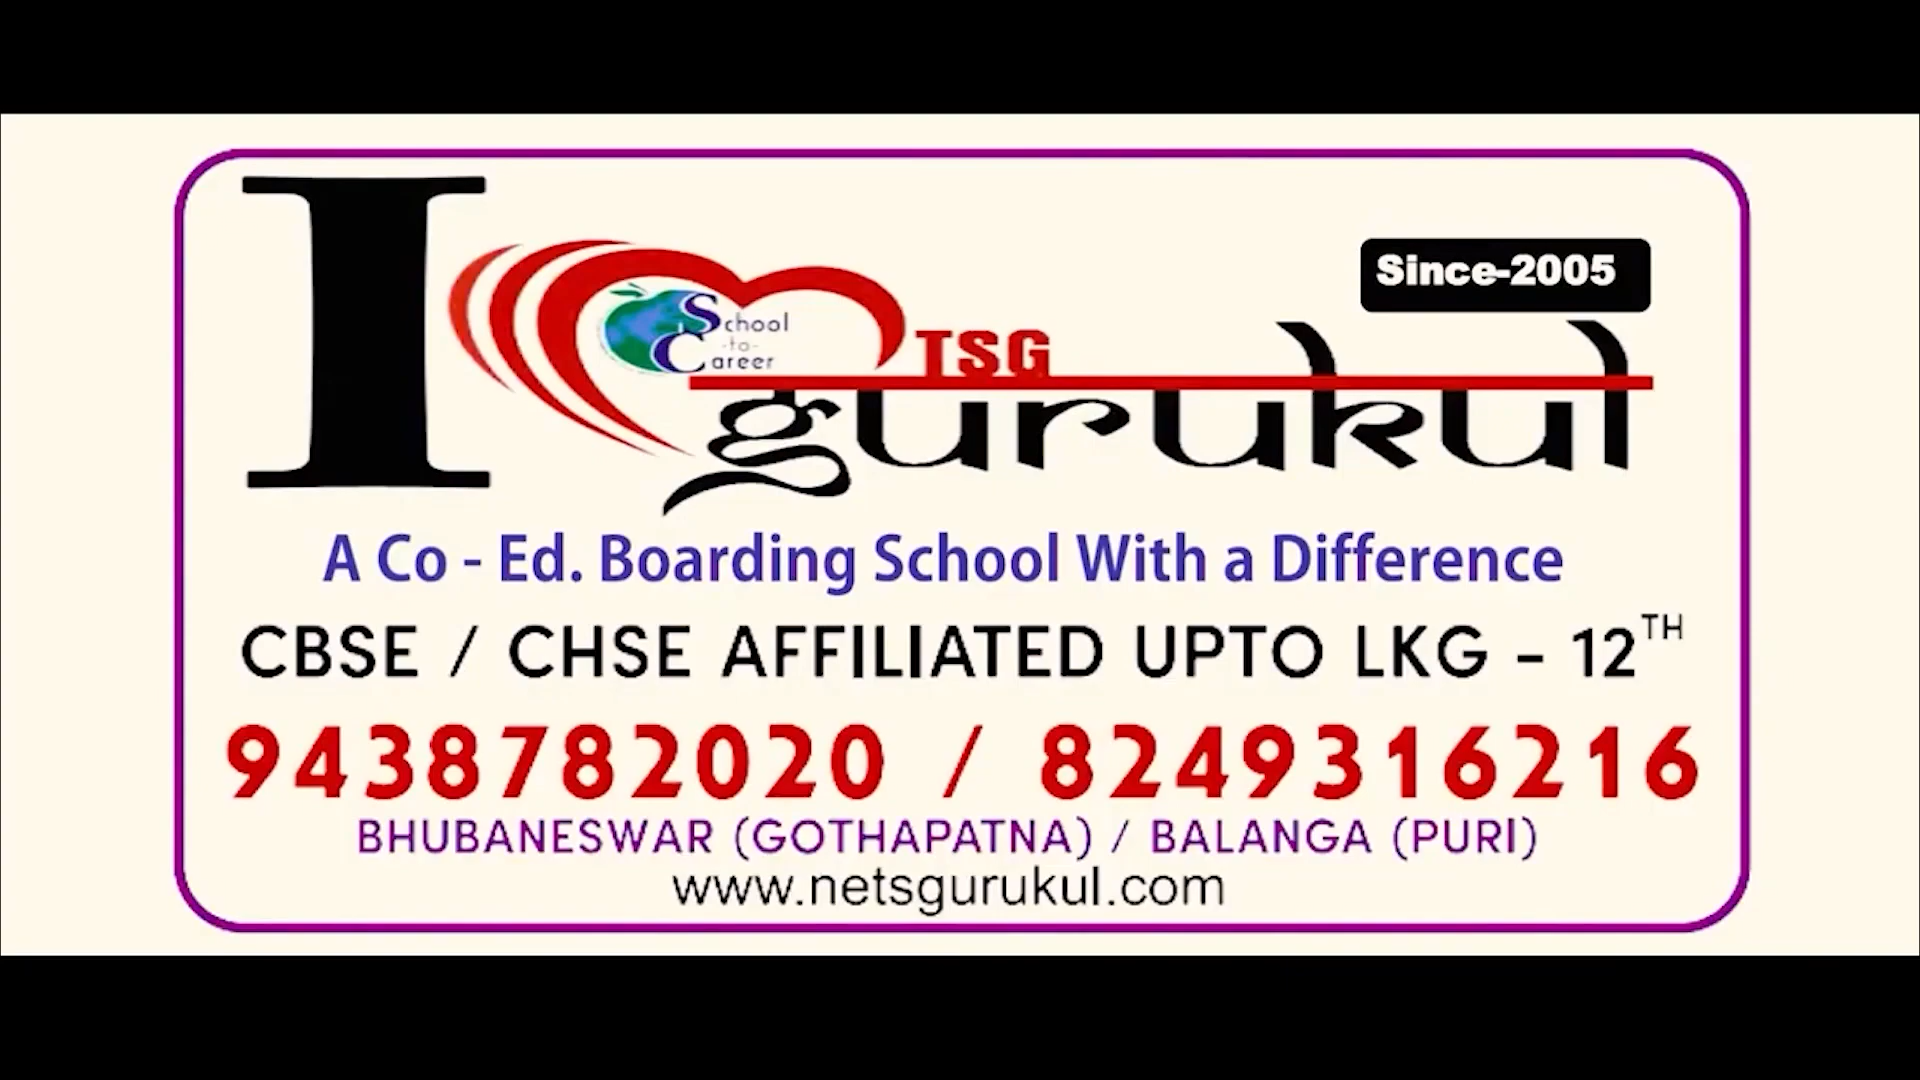 I
Since-2005
School
-to-
Career
TSG
gurukul
A Co - Ed. Boarding School With a Difference
CBSE / CHSE AFFILIATED UPTO LKG - 12TH
9438782020 / 8249316216
BHUBANESWAR (GOTHAPATNA) / BALANGA (PURI)
www.netsgurukul.com